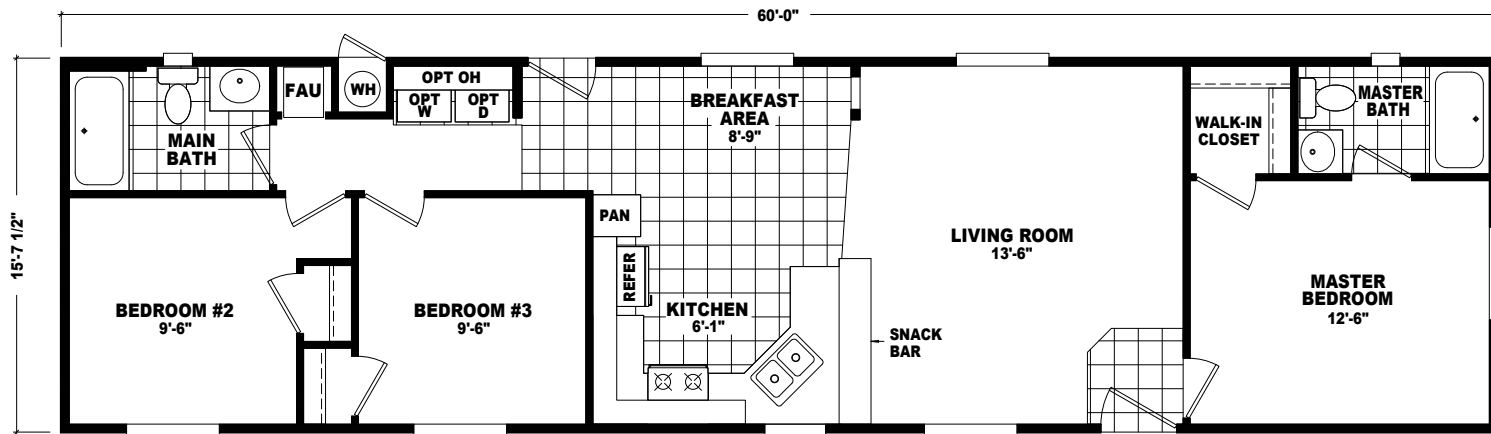 60'-0"
15'-7 1/2"
MAIN
BATH
FAU
WH
OPT OH
OPT
W
OPT
D
BREAKFAST
AREA
8'-9"
WALK-IN
CLOSET
MASTER
BATH
PAN
REFER
KITCHEN
6'-1"
LIVING ROOM
13'-6"
SNACK
BAR
BEDROOM #2
9'-6"
BEDROOM #3
9'-6"
MASTER
BEDROOM
12'-6"